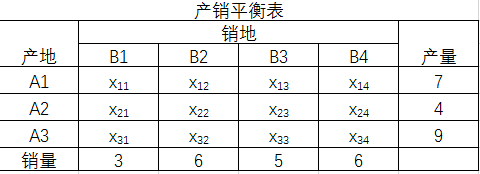 产销平衡表
销地
产地 B1 B2 B3 B4 产量
A1 x11 x12 x13 x14 7
A2 x21 x22 x23 x24 4
A3 x31 x32 x33 x34 9
销量 3 6 5 6